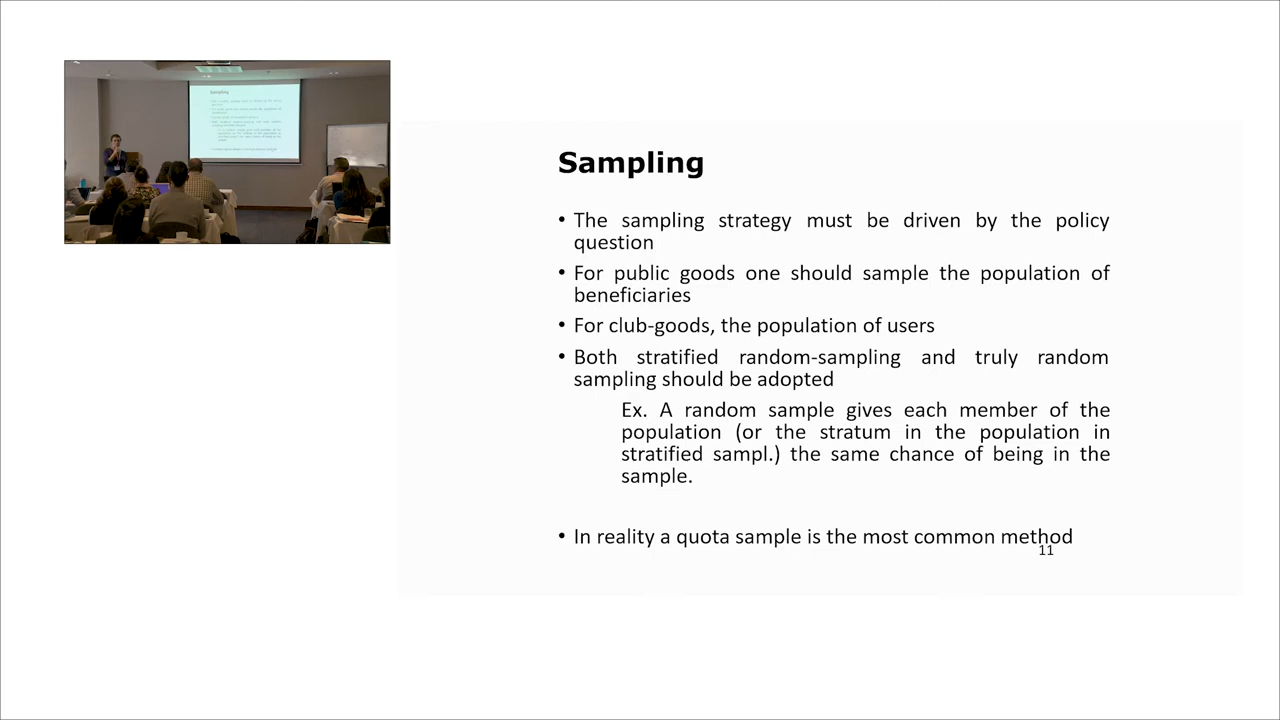 Sampling
• The sampling strategy must be driven by the policy
question
• For public goods one should sample the population of
beneficiaries
• For club-goods, the population of users
• Both stratified random-sampling and truly random
sampling should be adopted
Ex. A random sample gives each member of the
population (or the stratum in the population in
stratified sampl.) the same chance of being in the
sample.
• In reality a quota sample is the most common method
11
Sampling